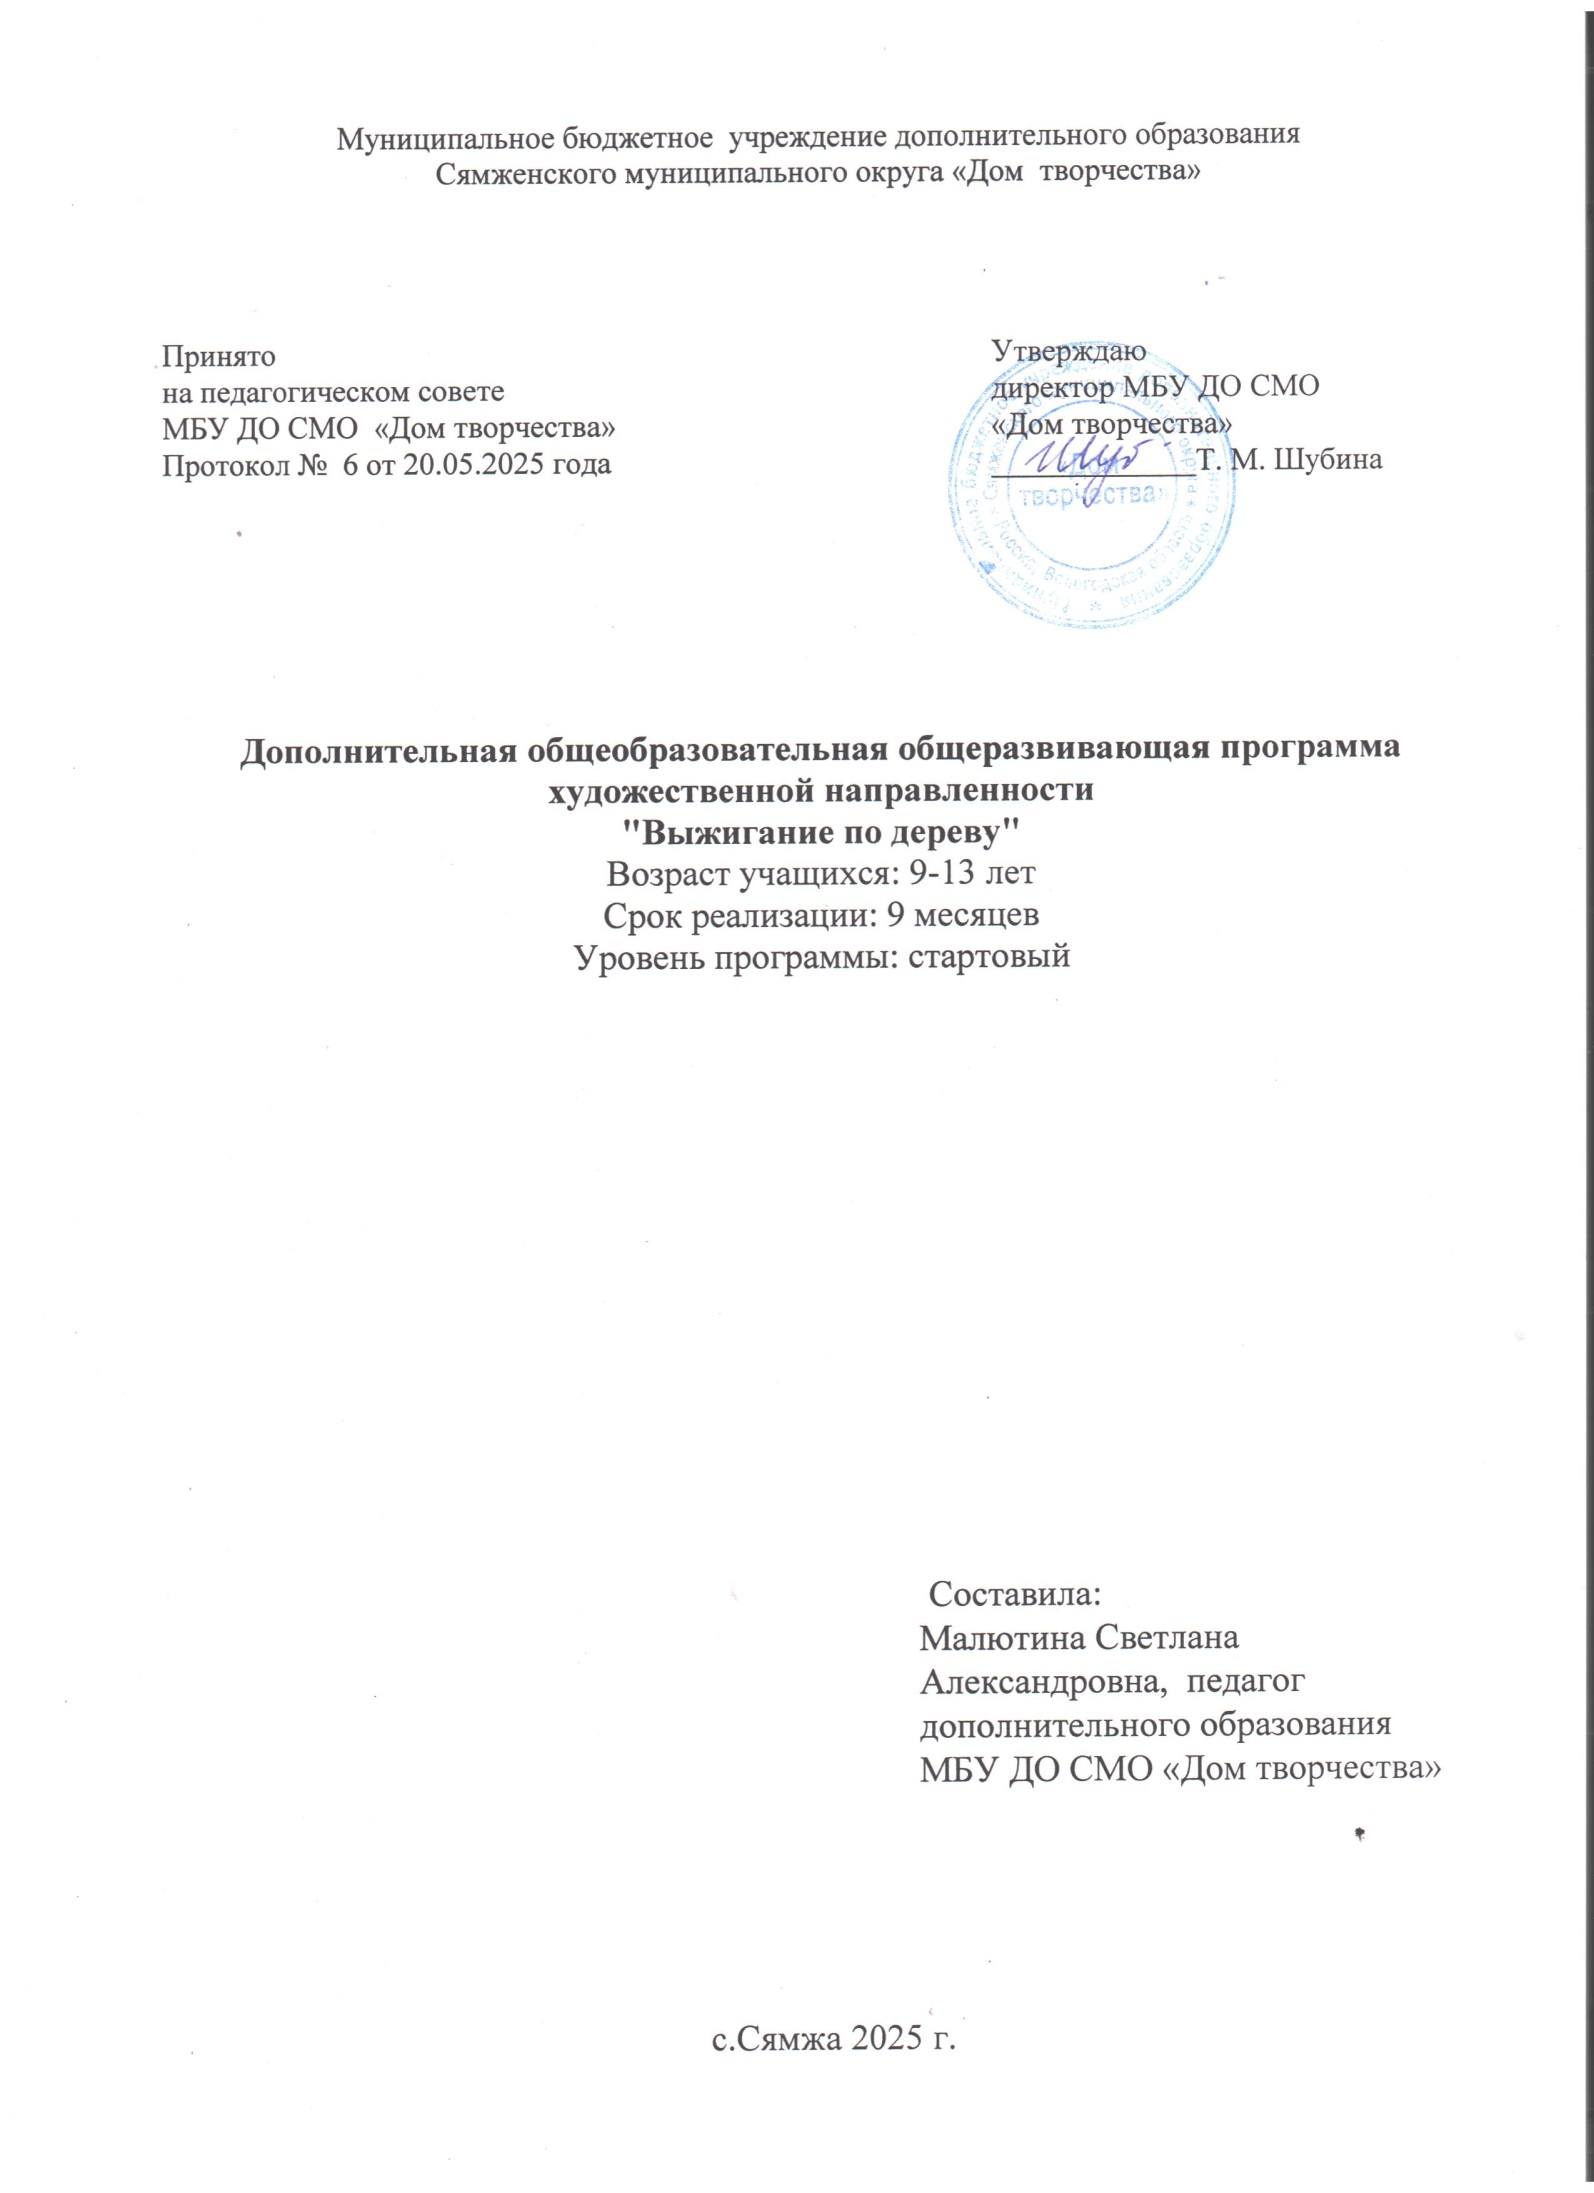 Муниципальное бюджетное учреждение дополнительного образования
Сямженского муниципального округа «Дом творчества»
Принято
на педагогическом совете
МБУ ДО СМО «Дом творчества»
Протокол № 6 от 20.05.2025 года
Утверждаю
директор МБУ ДО СМО
«Дом творчества»
Т. М. Шубина
творчества»
Дополнительная общеобразовательная общеразвивающая программа
художественной направленности
"Выжигание по дереву"
Возраст учащихся: 9-13 лет
Срок реализации: 9 месяцев
Уровень программы: стартовый
Составила:
Малютина Светлана
Александровна, педагог
дополнительного образования
МБУ ДО СМО «Дом творчества»
с.Сямжа 2025 г.